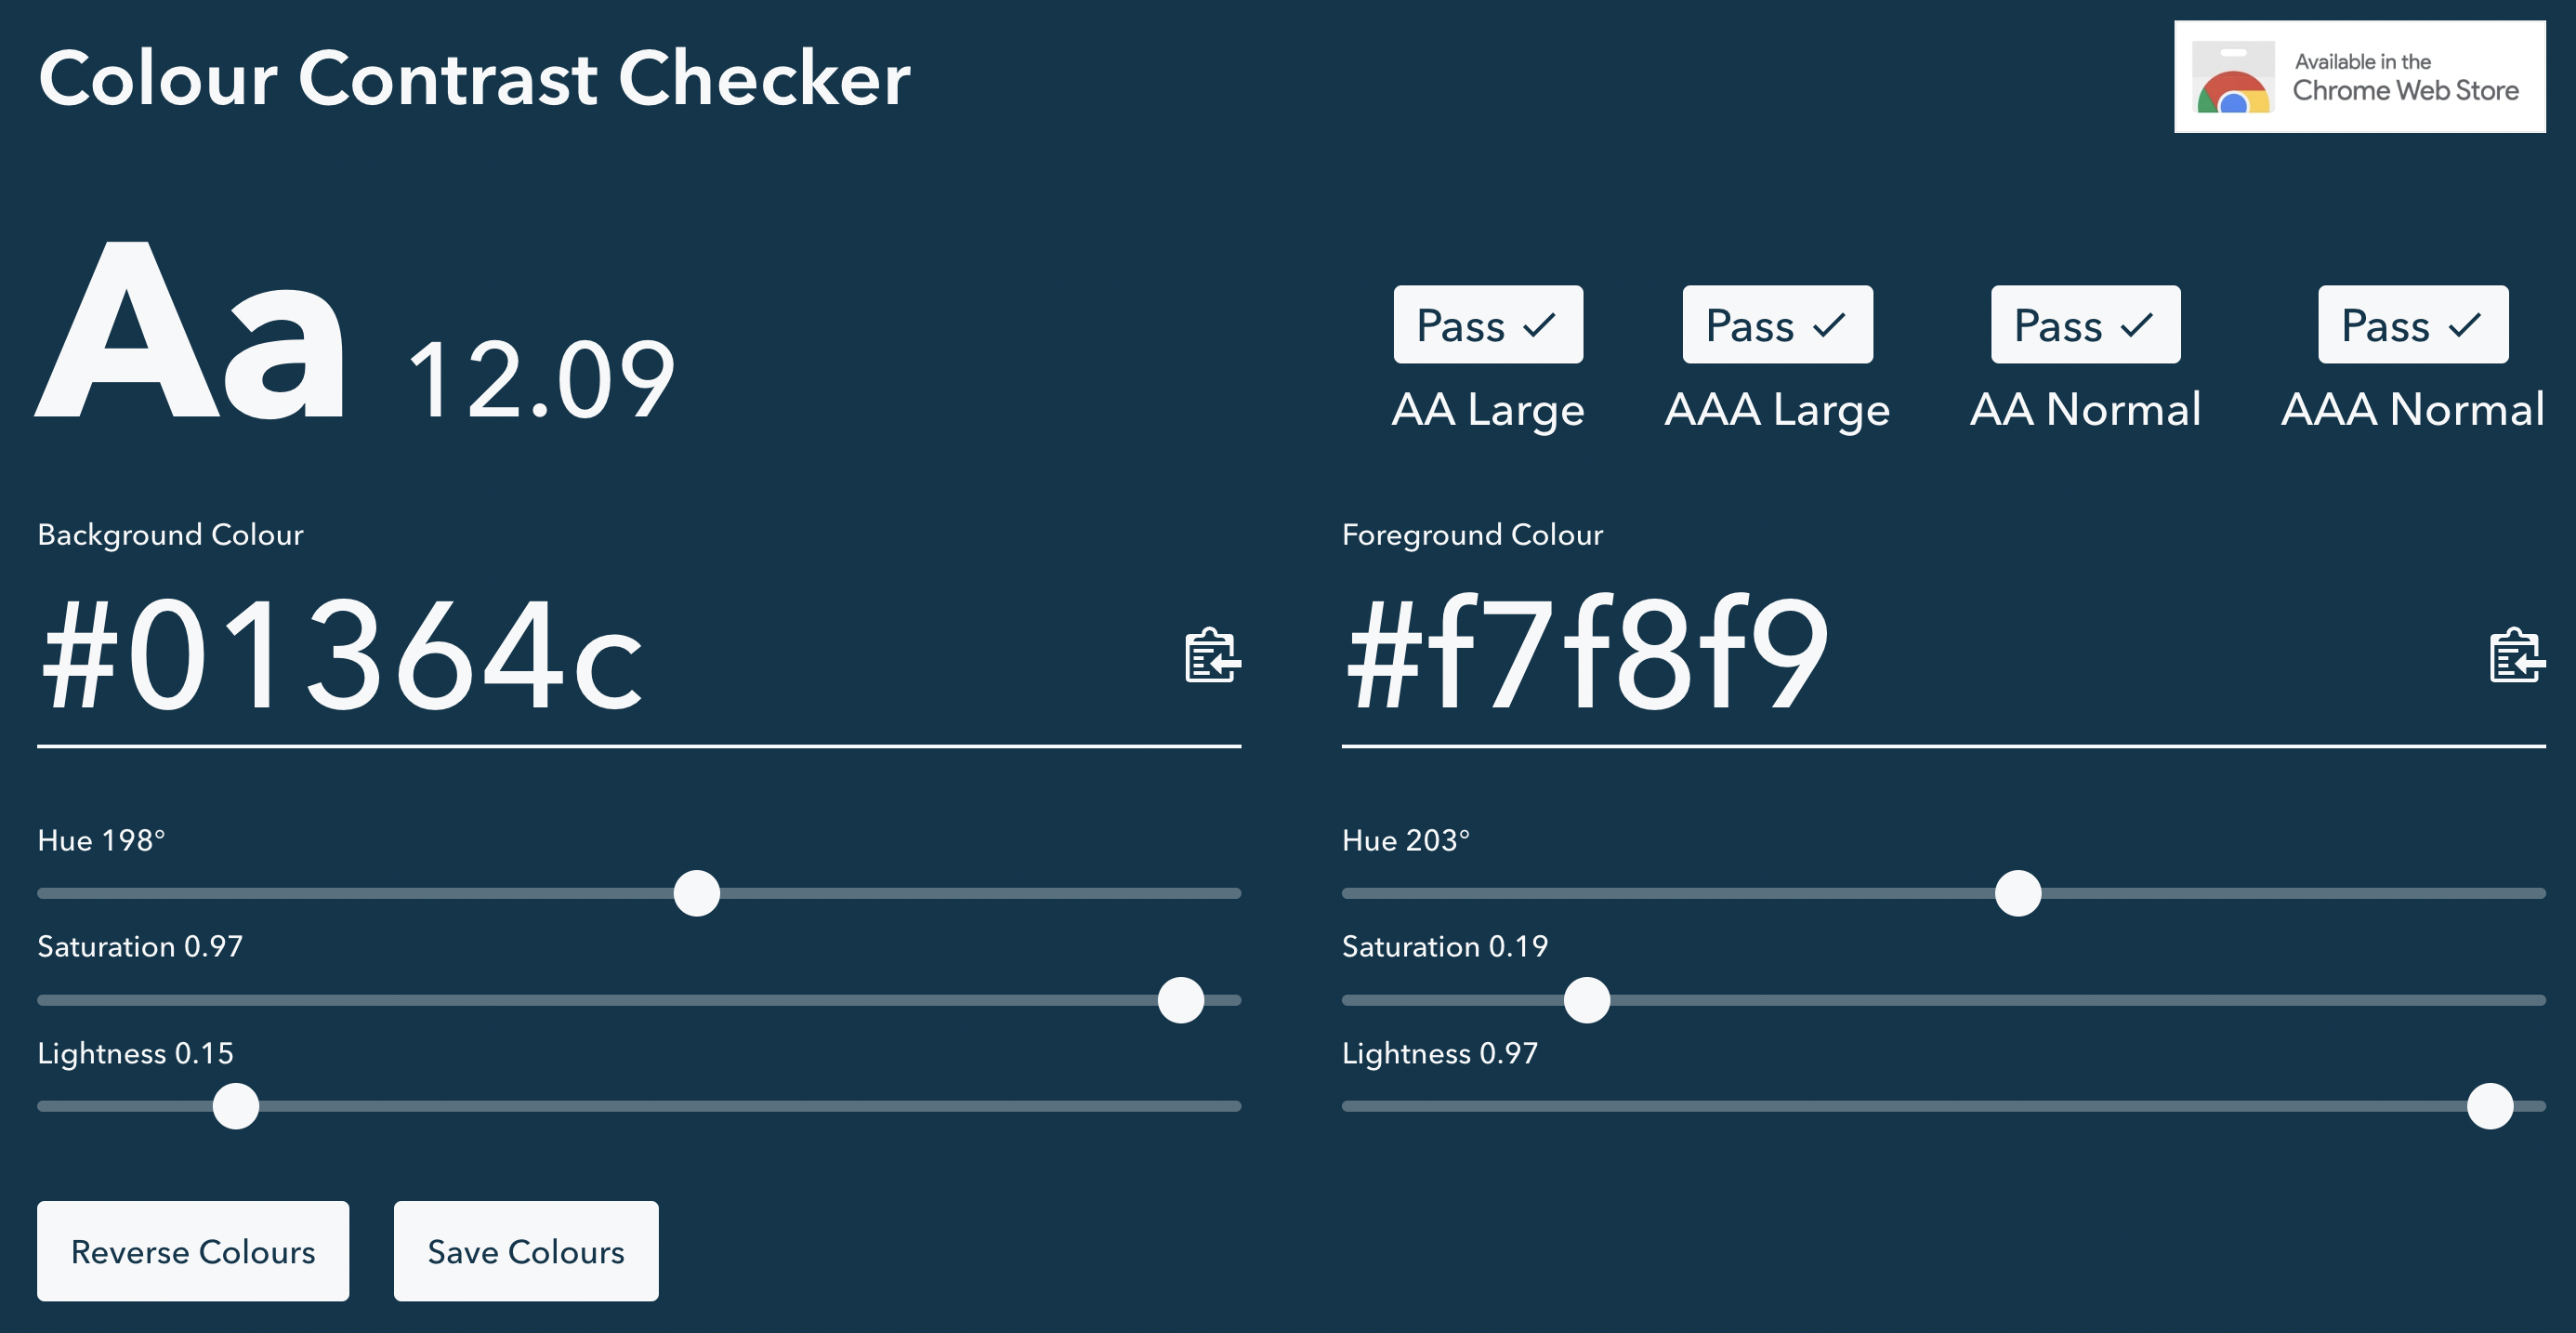 Colour Contrast Checker
Available in the
Chrome Web Store
Aa 12.09
Pass Pass Pass Pass
AA Large AAA Large AA Normal AAA Normal
Background Colour
#01364c
Hue 198°
Saturation 0.97
Lightness 0.15
Foreground Colour
#f7f8f9
Hue 203°
Saturation 0.19
Lightness 0.97
Reverse Colours Save Colours